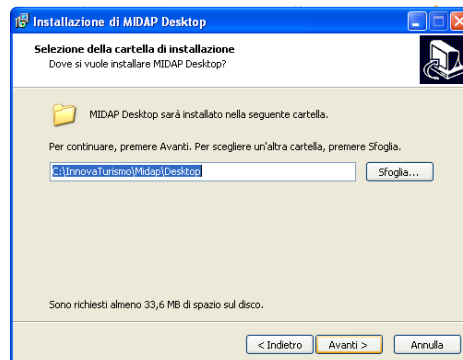 Installazione di MIDAP Desktop
Selezione della cartella di installazione
Dove si vuole installare MIDAP Desktop?
MIDAP Desktop sarà installato nella seguente cartella.
Per continuare, premere Avanti. Per scegliere un'altra cartella, premere Sfoglia.
C:\InnovaTurismo\Midap\Desktop
Sfoglia...
Sono richiesti almeno 33,6 MB di spazio sul disco.
< Indietro Avanti > Annulla